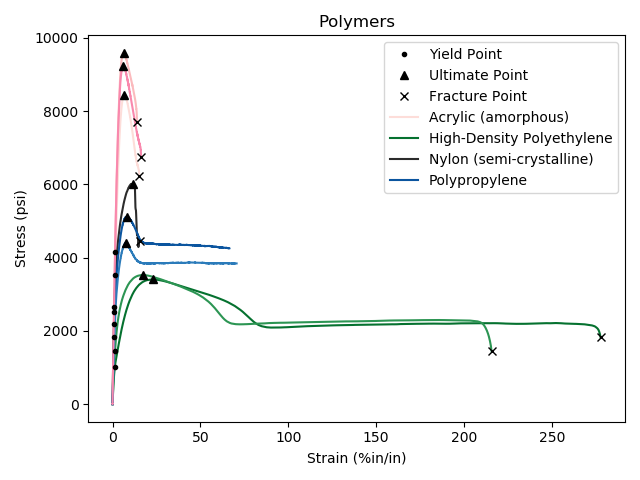 Polymers
10000
8000
6000
4000
2000
0
Stress (psi)
Yield Point
Ultimate Point
Fracture Point
Acrylic (amorphous)
High-Density Polyethylene
Nylon (semi-crystalline)
Polypropylene
0 50 100 150 200 250
Strain (%in/in)